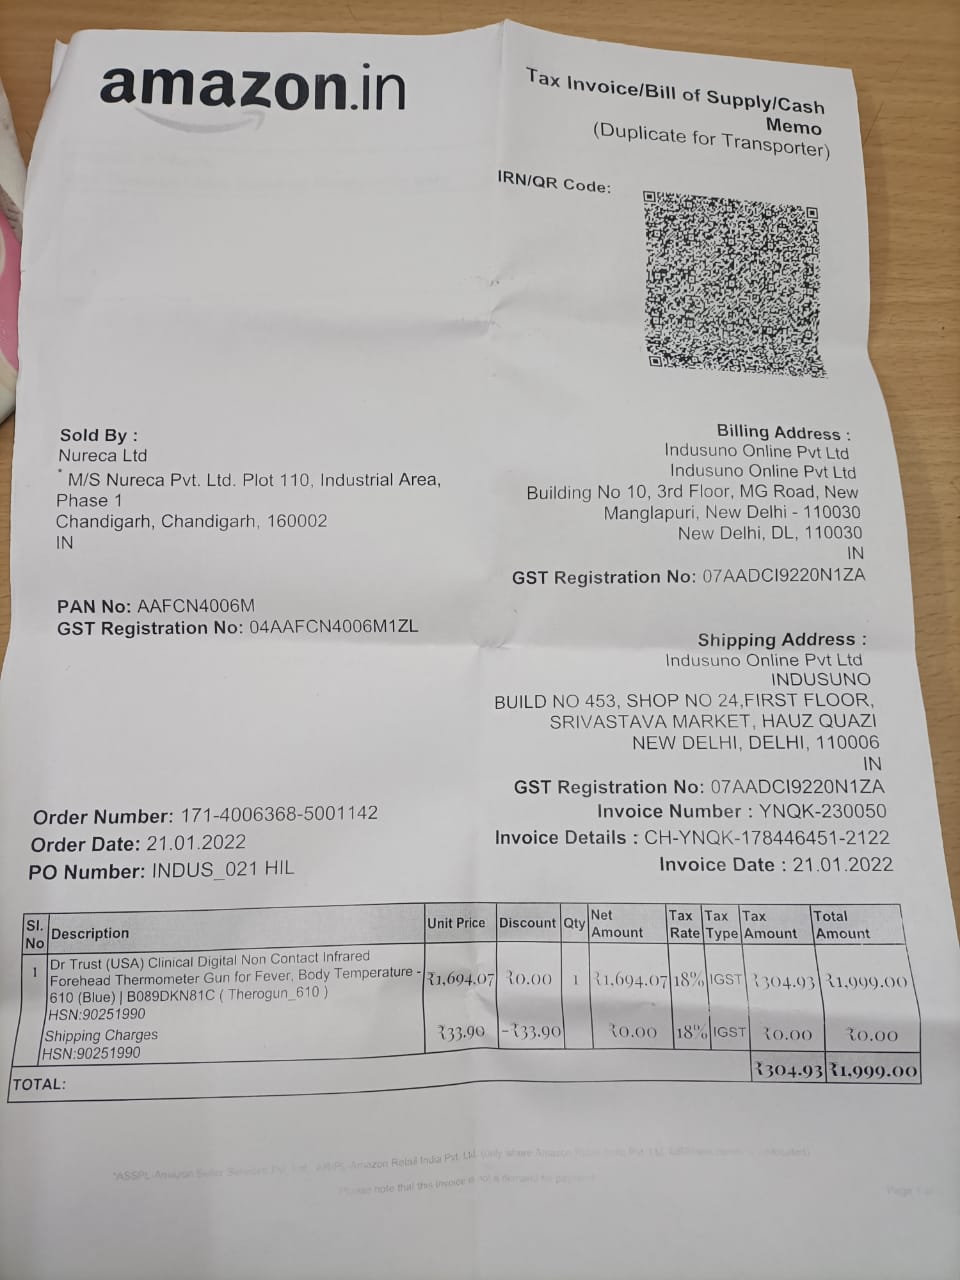 amazon.in
Tax Invoice/Bill of Supply/Cash
Memo
(Duplicate for Transporter)
IRN/QR Code:
Sold By :
Nureca Ltd
* M/S Nureca Pvt. Ltd. Plot 110, Industrial Area,
Phase 1
Chandigarh, Chandigarh, 160002
IN
PAN No: AAFCN4006M
GST Registration No: 04AAFCN4006M1ZL
Billing Address :
Indusuno Online Pvt Ltd
Indusuno Online Pvt Ltd
Building No 10, 3rd Floor, MG Road, New
Manglapuri, New Delhi - 110030
New Delhi, DL, 110030
IN
GST Registration No: 07AADCI9220N1ZA
Shipping Address :
Indusuno Online Pvt Ltd
INDUSUNO
BUILD NO 453, SHOP NO 24,FIRST FLOOR,
SRIVASTAVA MARKET, HAUZ QUAZI
NEW DELHI, DELHI, 110006
IN
GST Registration No: 07AADCI9220N1ZA
Order Number: 171-4006368-5001142
Order Date: 21.01.2022
PO Number: INDUS_021 HIL
Invoice Number : YNQK-230050
Invoice Details : CH-YNQK-178446451-2122
Invoice Date : 21.01.2022
Sl. No Description Unit Price Discount Qty Net Amount Tax Rate Tax Type Tax Amount Total Amount
1 Dr Trust (USA) Clinical Digital Non Contact Infrared
Forehead Thermometer Gun for Fever, Body Temperature - ₹1,694.07 ₹0.00 1 ₹1,694.07 18% IGST ₹304.93 ₹1,999.00
610 (Blue) | B089DKN81C ( Therogun_610 )
HSN:90251990
Shipping Charges ₹33.90 -₹33.90 ₹0.00 18% IGST ₹0.00 ₹0.00
HSN:90251990
TOTAL: ₹304.93 ₹1,999.00
*ASSPL-Amazon Seller Services Pvt. Ltd., ARIPL-Amazon Retail India Pvt. Ltd. (only where Amazon
Please note that this invoice is not a demand for payment
Page